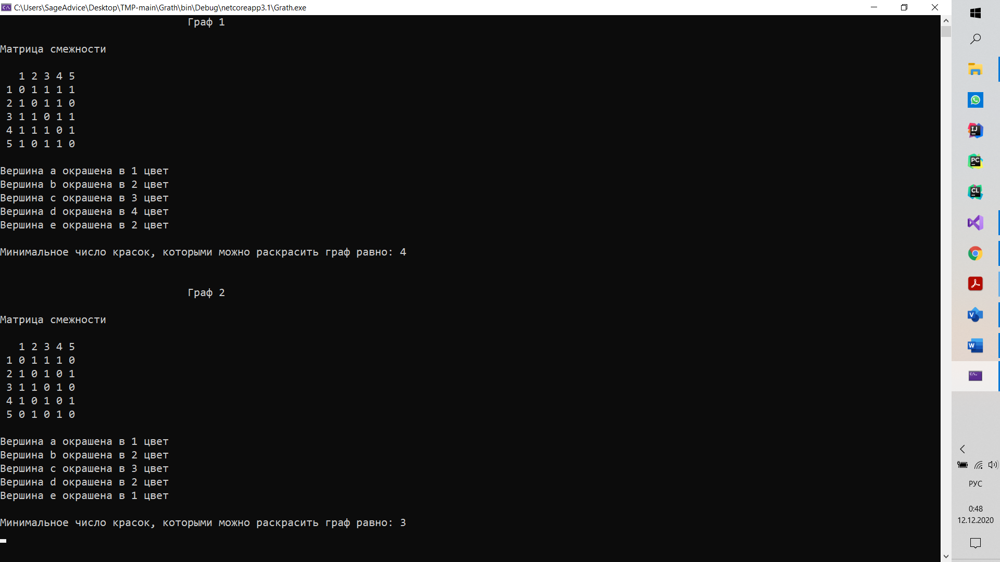 C:\Users\SageAdvice\Desktop\TMP-main\Grath\bin\Debug\netcoreapp3.1\Grath.exe
Граф 1
Матрица смежности
1 2 3 4 5
1 0 1 1 1 1
2 1 0 1 1 0
3 1 1 0 1 1
4 1 1 1 0 1
5 1 0 1 1 0
Вершина a окрашена в 1 цвет
Вершина b окрашена в 2 цвет
Вершина c окрашена в 3 цвет
Вершина d окрашена в 4 цвет
Вершина e окрашена в 2 цвет
Минимальное число красок, которыми можно раскрасить граф равно: 4
Граф 2
Матрица смежности
1 2 3 4 5
1 0 1 1 1 0
2 1 0 1 0 1
3 1 1 0 1 0
4 1 0 1 0 1
5 0 1 0 1 0
Вершина a окрашена в 1 цвет
Вершина b окрашена в 2 цвет
Вершина c окрашена в 3 цвет
Вершина d окрашена в 2 цвет
Вершина e окрашена в 1 цвет
Минимальное число красок, которыми можно раскрасить граф равно: 3
IJ
PC
CL
V
W
C:\.
РУС
0:48
12.12.2020